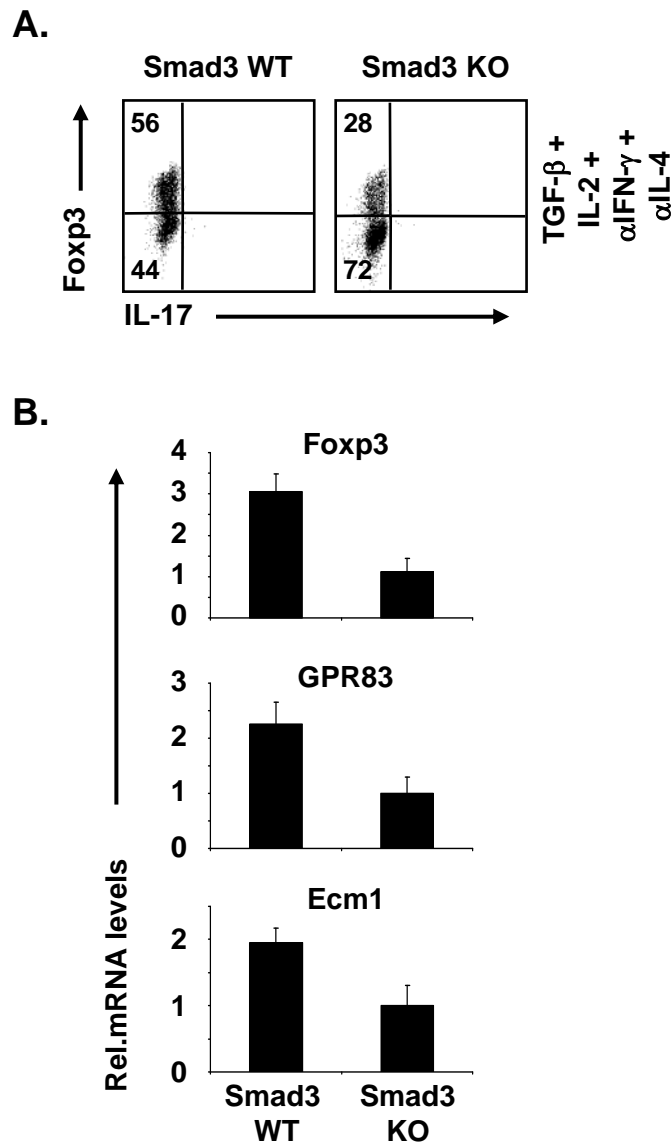 A.
Smad3 WT
Smad3 KO
56
44
28
72
Foxp3
IL-17
TGF-β +
IL-2 +
αIFN-γ +
αIL-4
B.
Rel.mRNA levels
Foxp3
4
3
2
1
0
GPR83
3
2
1
0
Ecm1
2
1
0
Smad3
WT
Smad3
KO